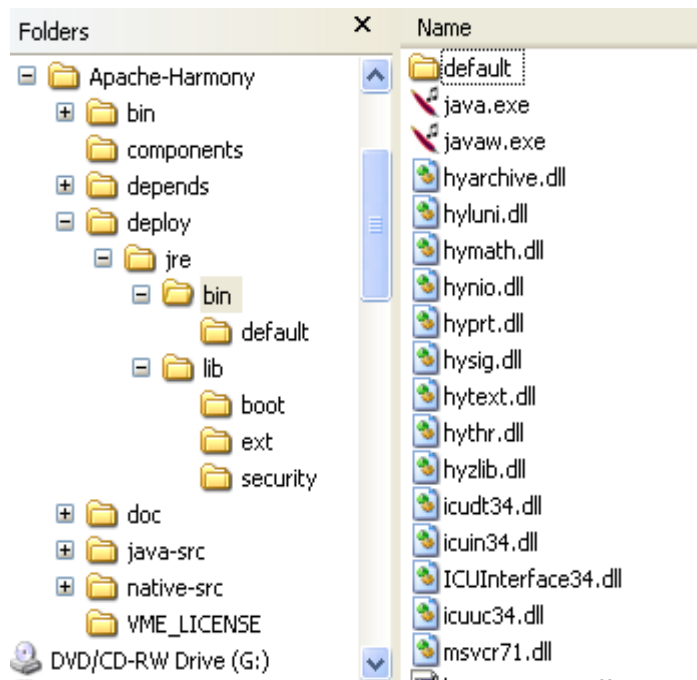 Folders
Apache-Harmony
bin
components
depends
deploy
jre
bin
default
lib
boot
ext
security
doc
java-src
native-src
VME_LICENSE
DVD/CD-RW Drive (G:)
Name
default
java.exe
javaw.exe
hyarchive.dll
hyluni.dll
hymath.dll
hynio.dll
hyprt.dll
hysig.dll
hytext.dll
hythr.dll
hyzlib.dll
icudt34.dll
icuin34.dll
ICUInterface34.dll
icuuc34.dll
msvcr71.dll